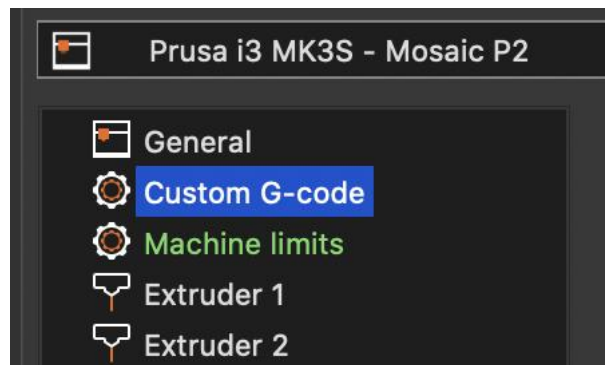 Prusa i3 MK3S - Mosaic P2
General
Custom G-code
Machine limits
Extruder 1
Extruder 2